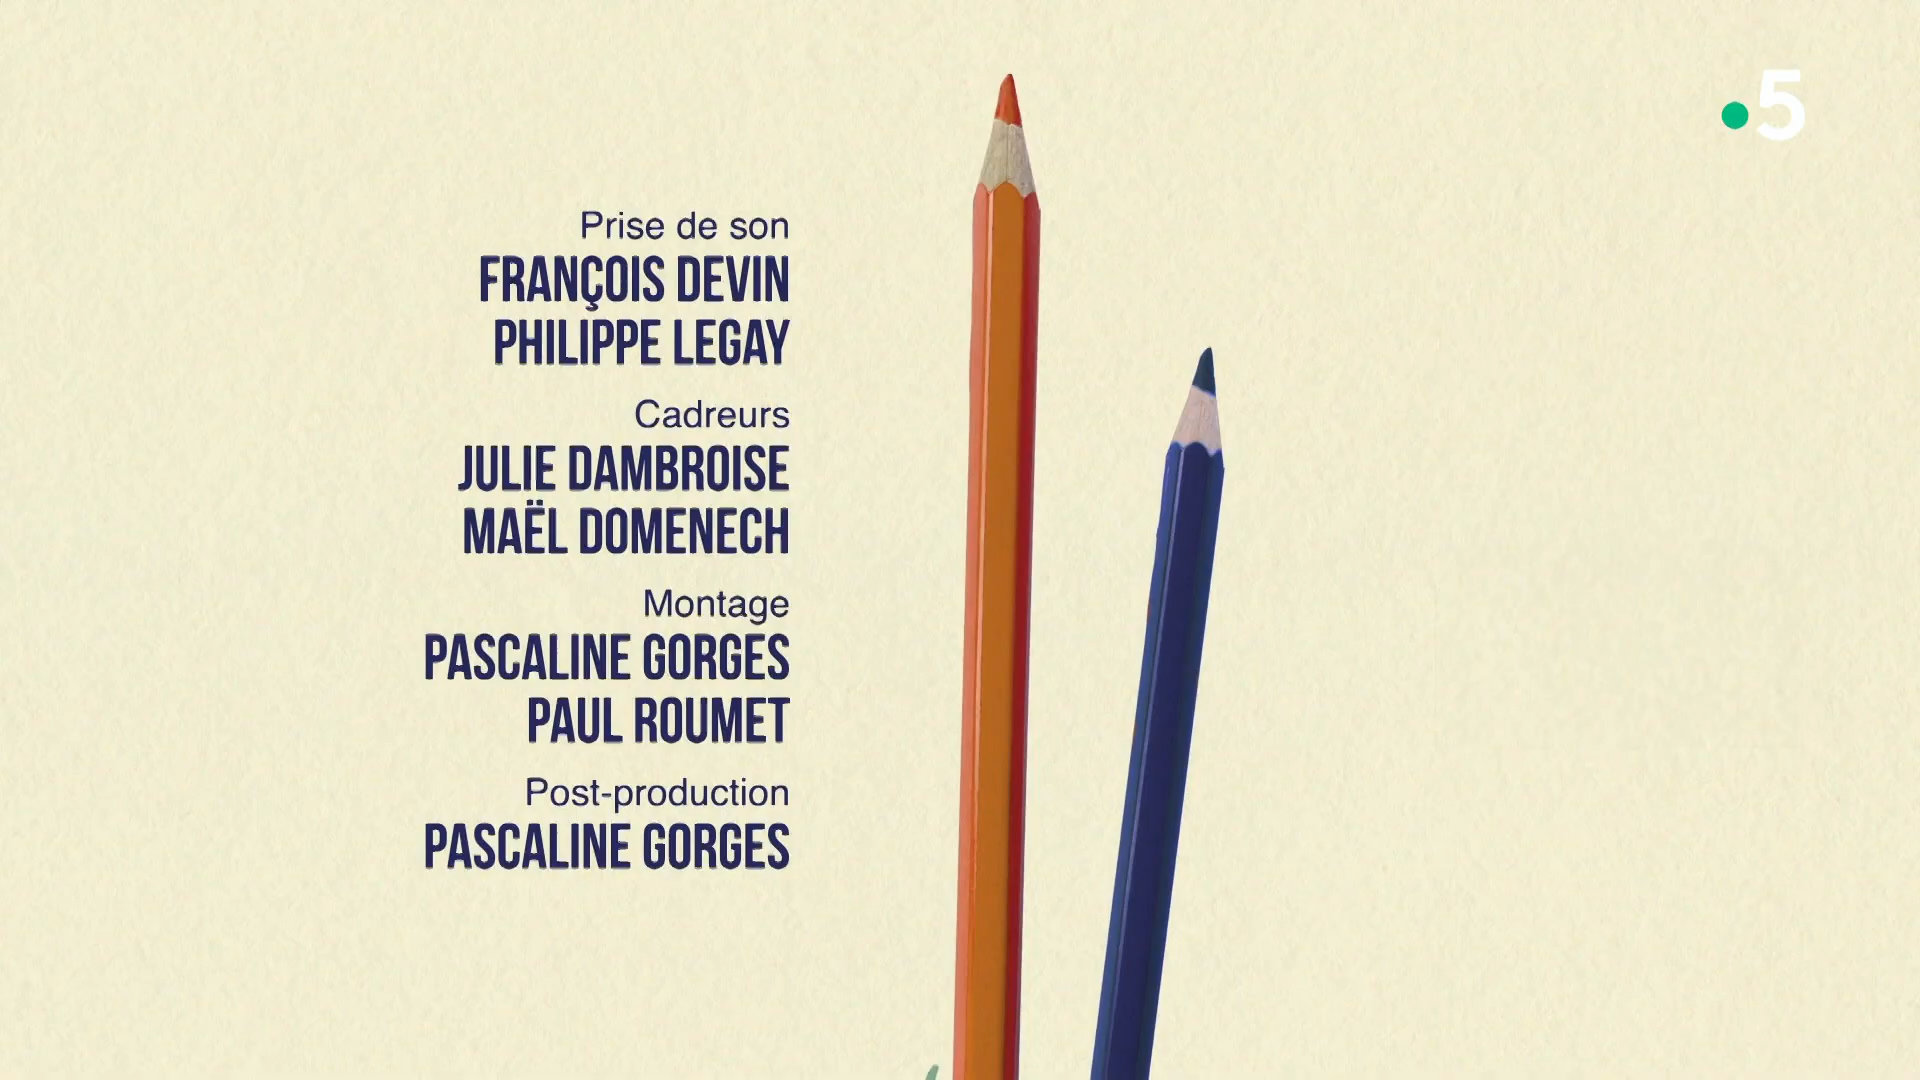 5
Prise de son
FRANÇOIS DEVIN
PHILIPPE LEGAY
Cadreurs
JULIE DAMBROISE
MAËL DOMENECH
Montage
PASCALINE GORGES
PAUL ROUMET
Post-production
PASCALINE GORGES